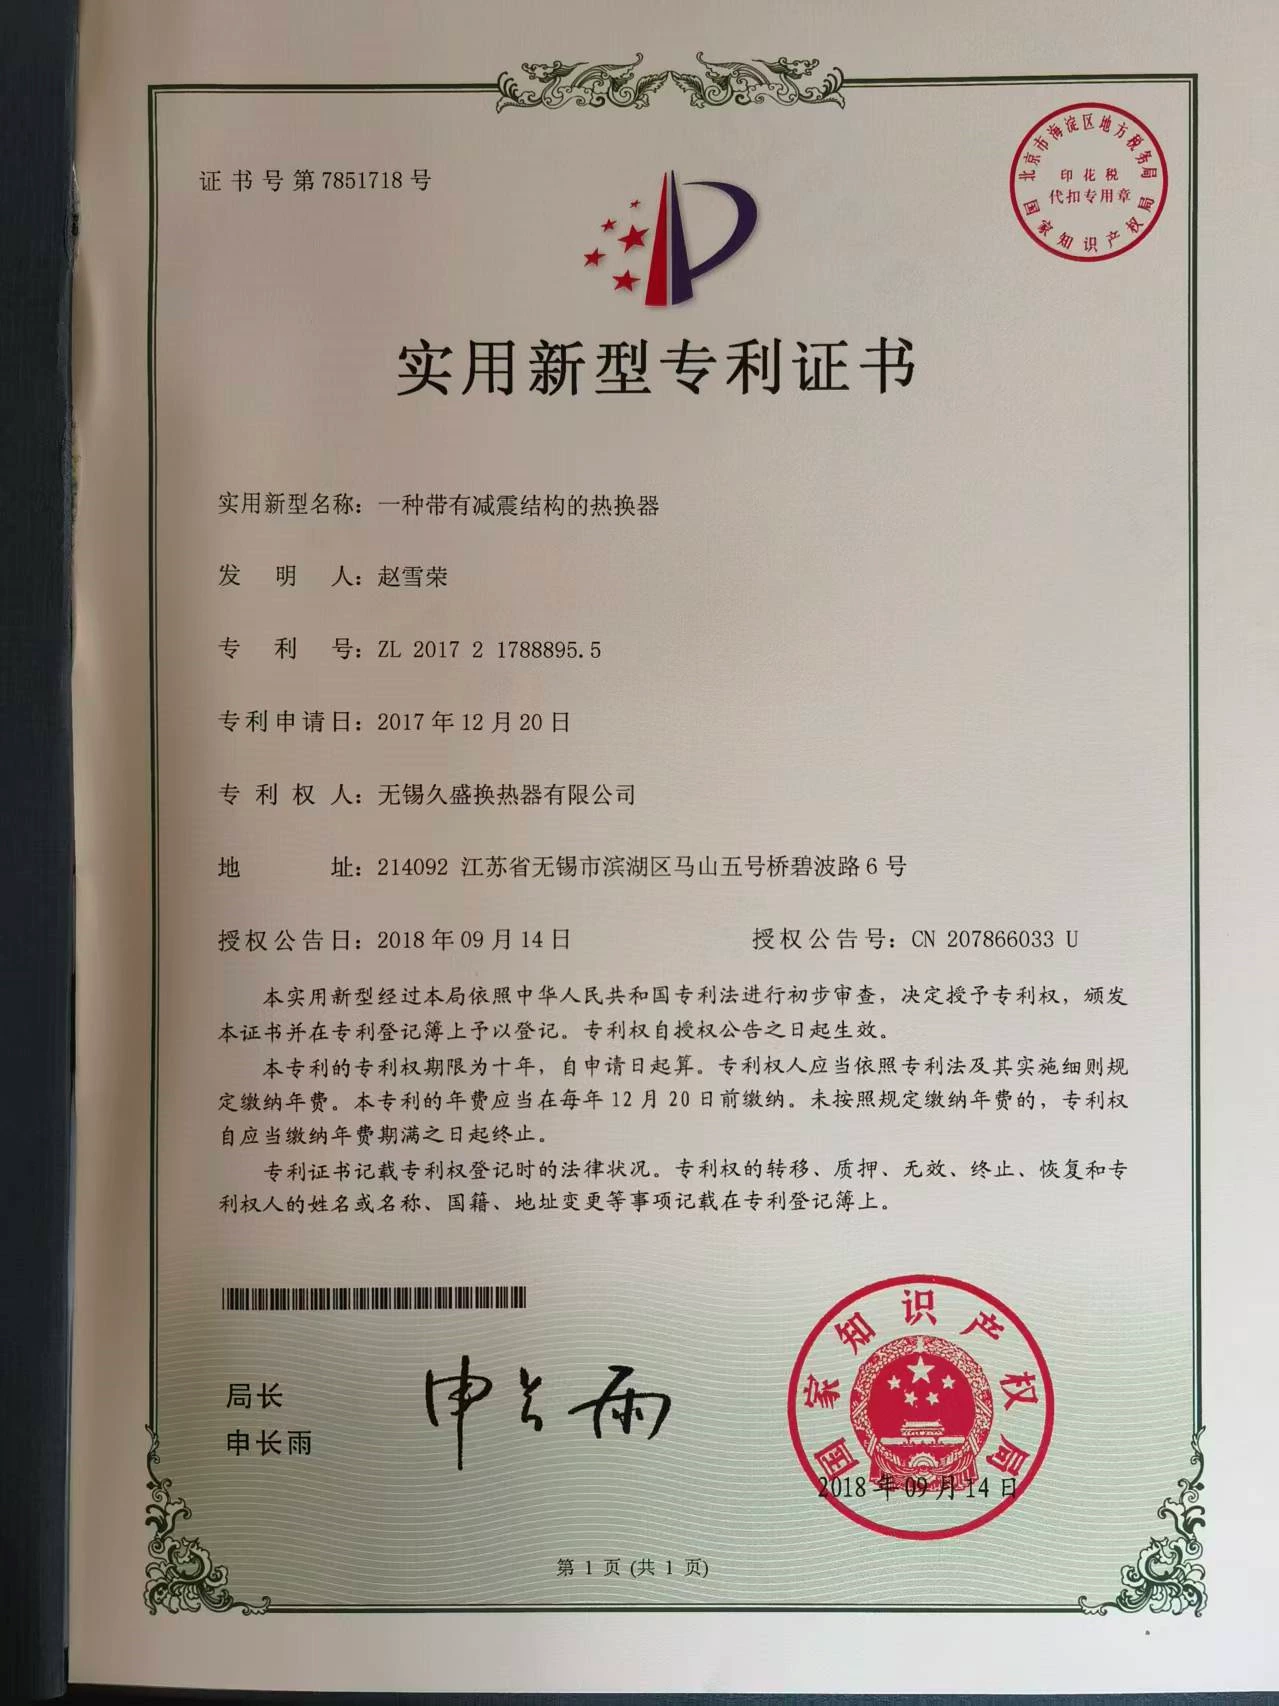 证书号第7851718号
北京市海淀区地方税务局
印花税
代扣专用章
国家知识产权局
实用新型专利证书
实用新型名称：一种带有减震结构的热换器
发明人：赵雪荣
专利号：ZL 2017 2 1788895.5
专利申请日：2017年12月20日
专利权人：无锡久盛换热器有限公司
地址：214092 江苏省无锡市滨湖区马山五号桥碧波路6号
授权公告日：2018年09月14日 授权公告号：CN 207866033 U
本实用新型经过本局依照中华人民共和国专利法进行初步审查，决定授予专利权，颁发
本证书并在专利登记簿上予以登记。专利权自授权公告之日起生效。
本专利的专利权期限为十年，自申请日起算。专利权人应当依照专利法及其实施细则规
定缴纳年费。本专利的年费应当在每年12月20日前缴纳。未按照规定缴纳年费的，专利权
自应当缴纳年费期满之日起终止。
专利证书记载专利权登记时的法律状况。专利权的转移、质押、无效、终止、恢复和专
利权人的姓名或名称、国籍、地址变更等事项记载在专利登记簿上。
局长
申长雨
申长雨
国家知识产权局
2018年09月14日
第 1 页 (共 1 页)